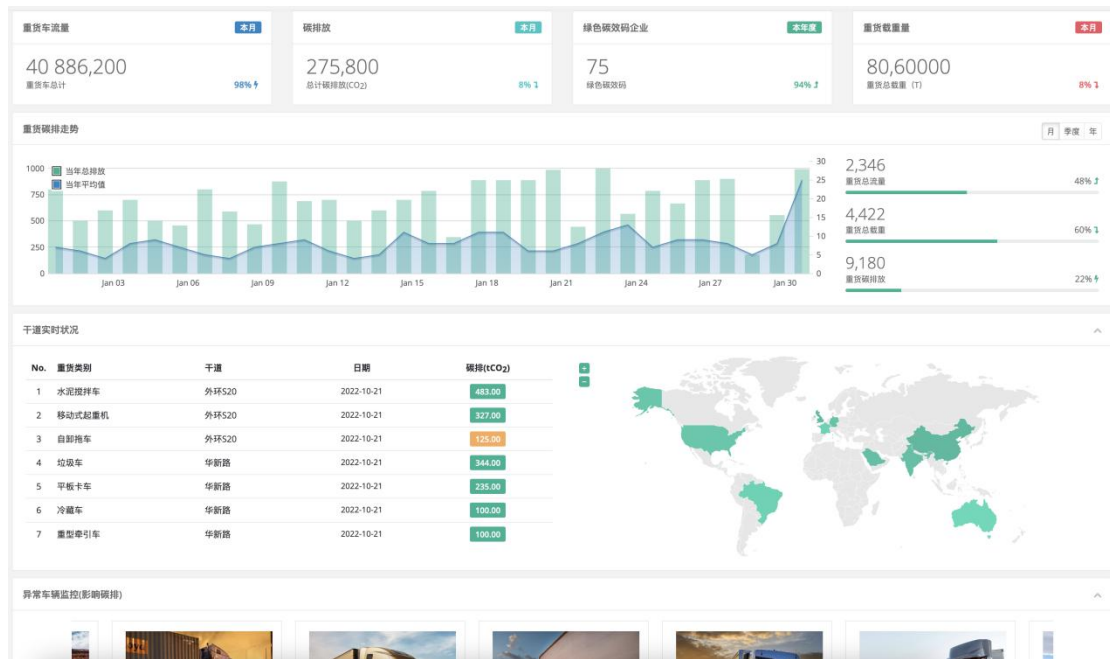 重货车流量 本月
40 886,200
重货车总计 98%
碳排放 本月
275,800
总计碳排放(CO2) 8%
绿色碳效码企业 本年度
75
绿色碳效码 94%
重货载重量 本月
80,60000
重货总载重 (T) 8%
重货碳排走势 月 季度 年
当年总排放
当年平均值
1000
750
500
250
0
30
25
20
15
10
5
0
Jan 03 Jan 06 Jan 09 Jan 12 Jan 15 Jan 18 Jan 21 Jan 24 Jan 27 Jan 30
2,346
重货总流量 48%
4,422
重货总载重 60%
9,180
重货碳排放 22%
干道实时状况
No. 重货类别 干道 日期 碳排(tCO2)
1 水泥搅拌车 外环S20 2022-10-21 483.00
2 移动式起重机 外环S20 2022-10-21 327.00
3 自卸拖车 外环S20 2022-10-21 125.00
4 垃圾车 华新路 2022-10-21 344.00
5 平板卡车 华新路 2022-10-21 235.00
6 冷藏车 华新路 2022-10-21 100.00
7 重型牵引车 华新路 2022-10-21 100.00
+
−
异常车辆监控(影响碳排)